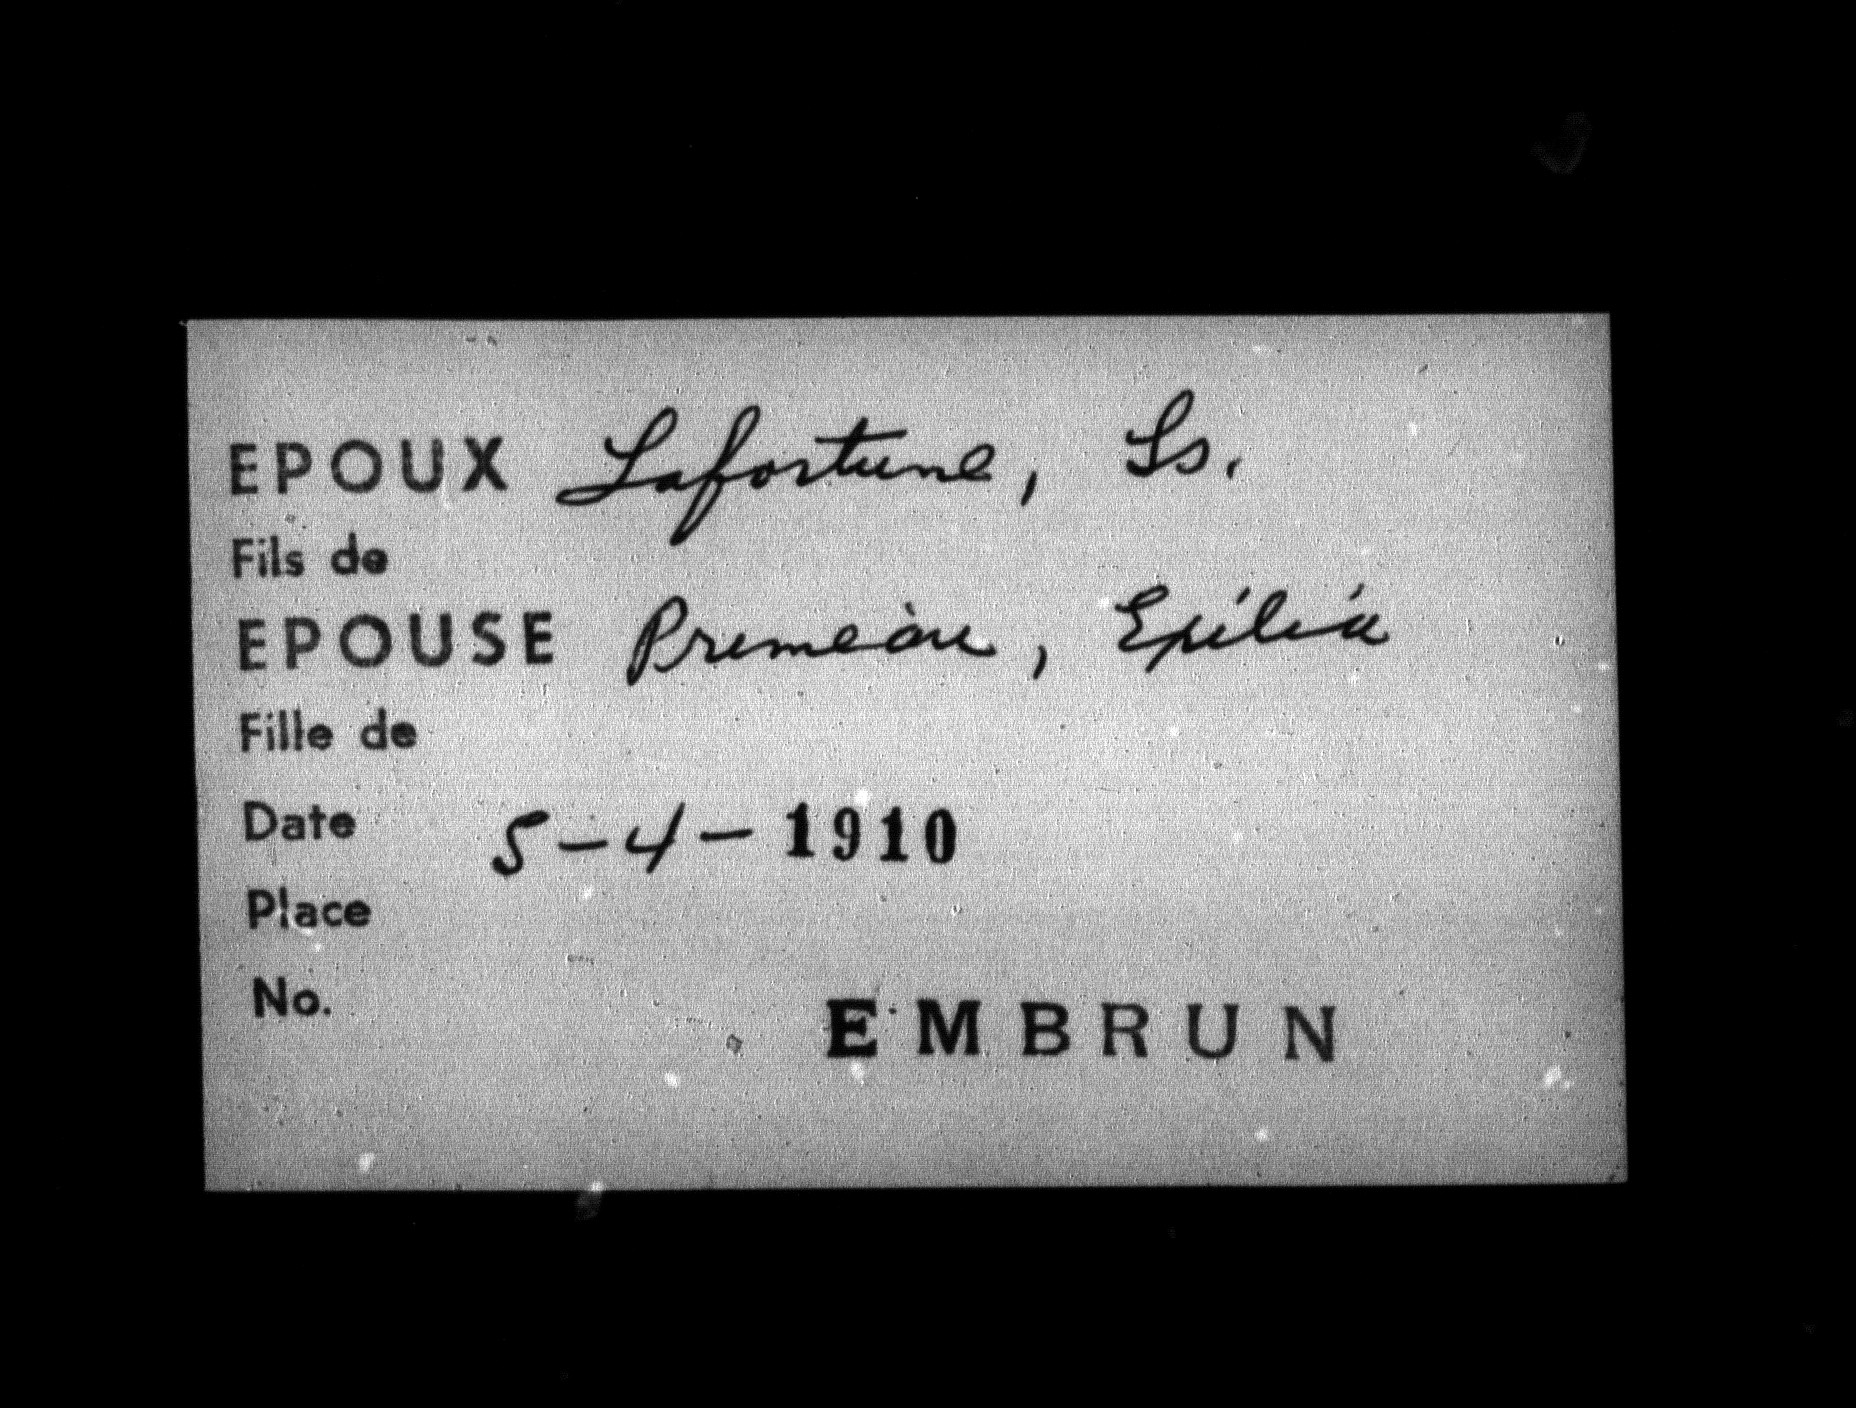 EPOUX Lafortune, Ls.
Fils de
EPOUSE Premeau, Epilia
Fille de
Date 5-4-1910
Place
No.
EMBRUN